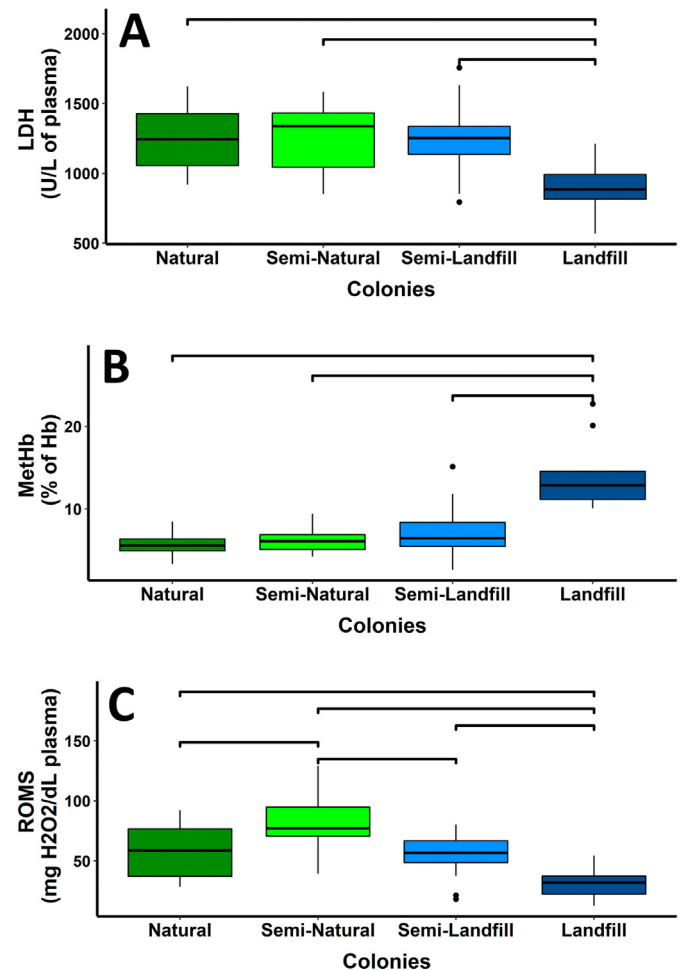 A
LDH
(U/L of plasma)
2000
1500
1000
500
Natural Semi-Natural Semi-Landfill Landfill
Colonies
B
MetHb
(% of Hb)
20
10
Natural Semi-Natural Semi-Landfill Landfill
Colonies
C
ROMS
(mg H2O2/dL plasma)
150
100
50
Natural Semi-Natural Semi-Landfill Landfill
Colonies